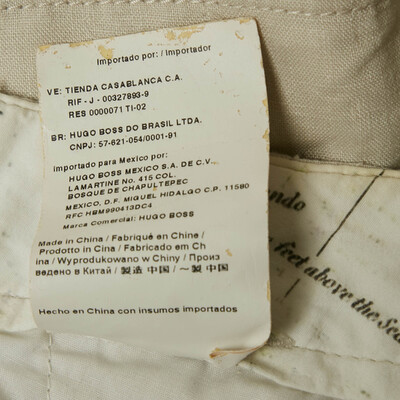 Importado por: / Importador
VE: TIENDA CASABLANCA C.A.
RIF - J - 00327893-9
RES 0000071 TI-02
BR: HUGO BOSS DO BRASIL LTDA.
CNPJ: 57-621-054/0001-91
Importado para Mexico por:
HUGO BOSS MEXICO S.A. DE C.V.
LAMARTINE No. 415 COL.
BOSQUE DE CHAPULTEPEC
MEXICO, D.F. MIGUEL HIDALGO C.P. 11580
RFC HBM990413DC4
Marca Comercial: HUGO BOSS
Made in China / Fabriqué en Chine /
Prodotto in Cina / Fabricado em Ch
ina / Wyprodukowano w Chiny / Произ
ведено в Китай / 製造 中国 / 製 中国
Hecho en China con insumos importados
ndo
feet above the Sea